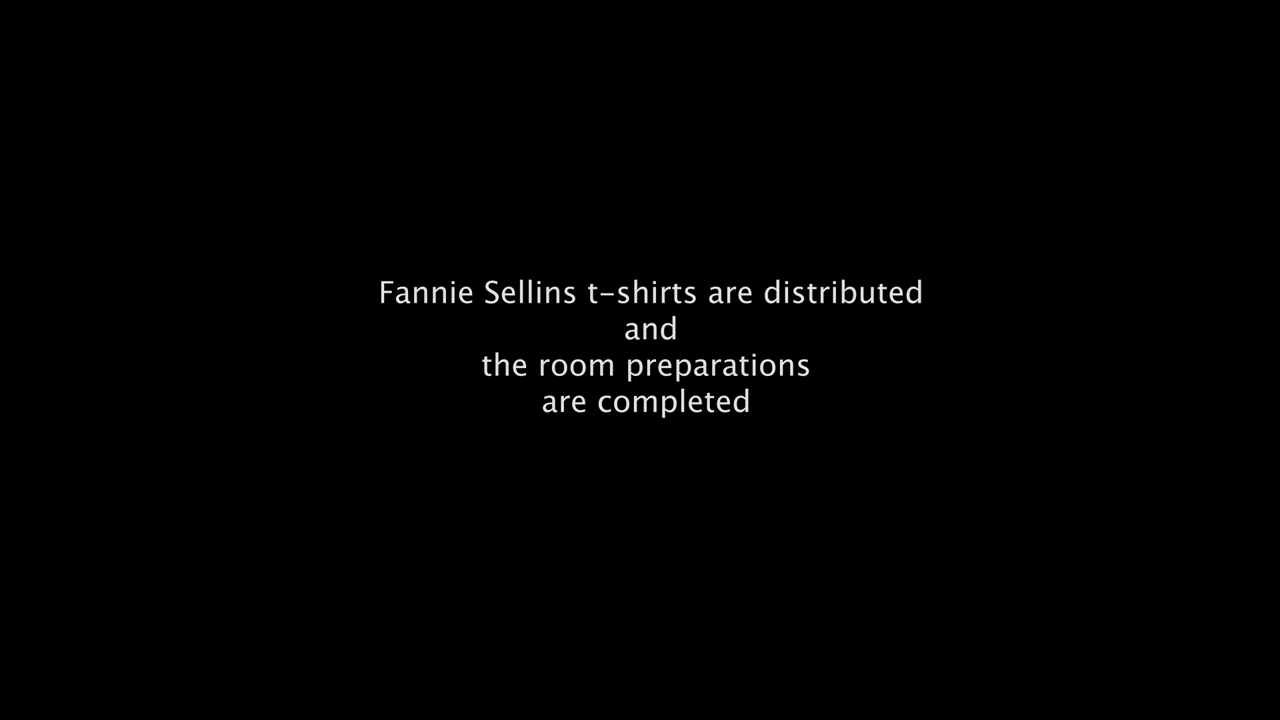 Fannie Sellins t-shirts are distributed
and
the room preparations
are completed